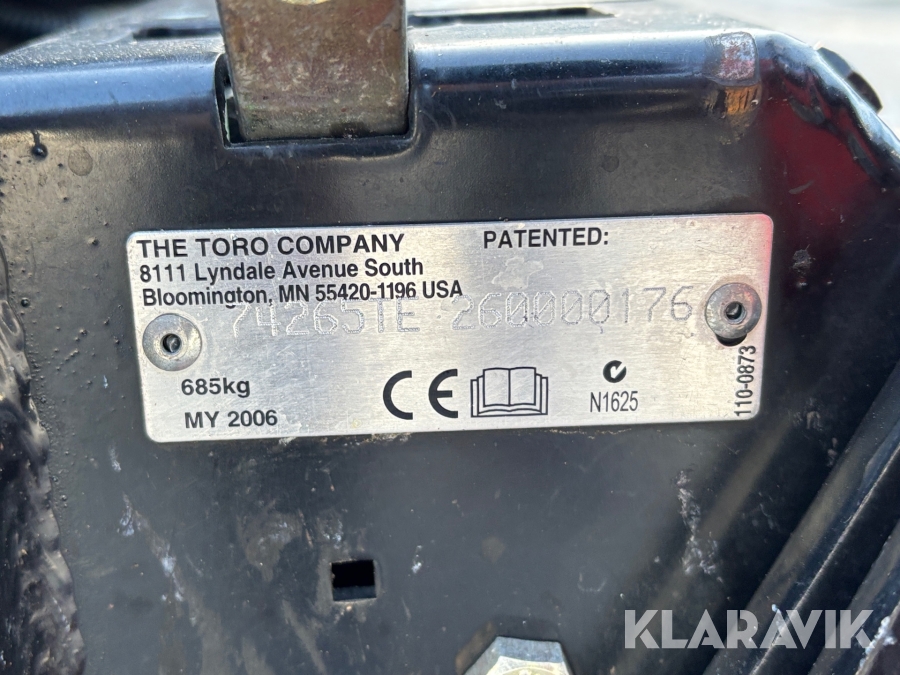 THE TORO COMPANY PATENTED:
8111 Lyndale Avenue South
Bloomington, MN 55420-1196 USA
74265TE 260000176
685kg
MY 2006
CE
N1625
110-0873
KLARAVIK